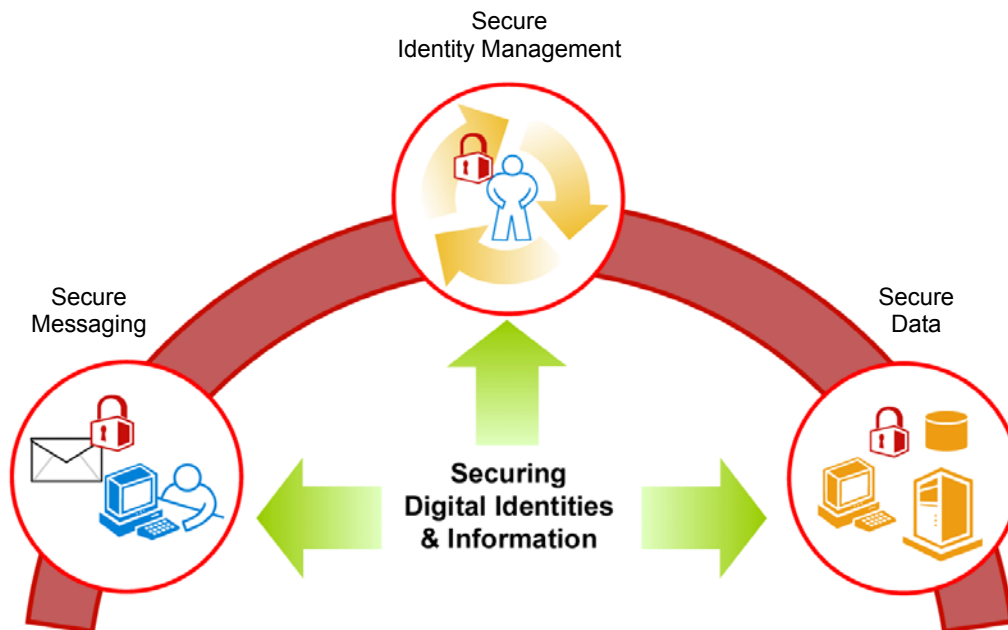 Secure
Identity Management
Secure
Messaging
Secure
Data
Securing
Digital Identities
& Information